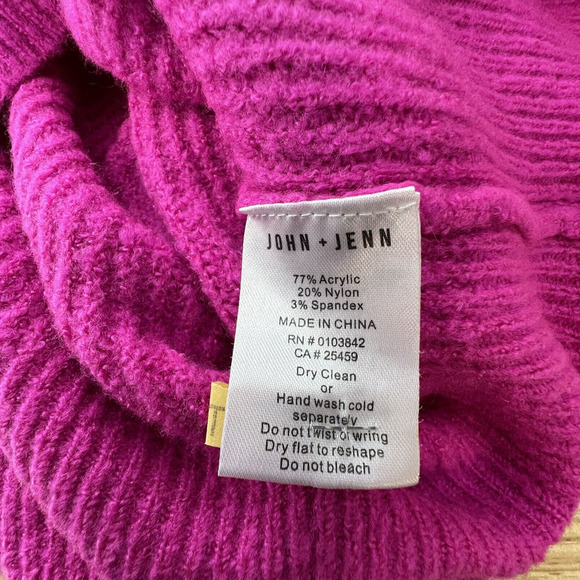 JOHN + JENN
77% Acrylic
20% Nylon
3% Spandex
MADE IN CHINA
RN # 0103842
CA # 25459
Dry Clean
or
Hand wash cold
separately
Do not twist or wring
Dry flat to reshape
Do not bleach